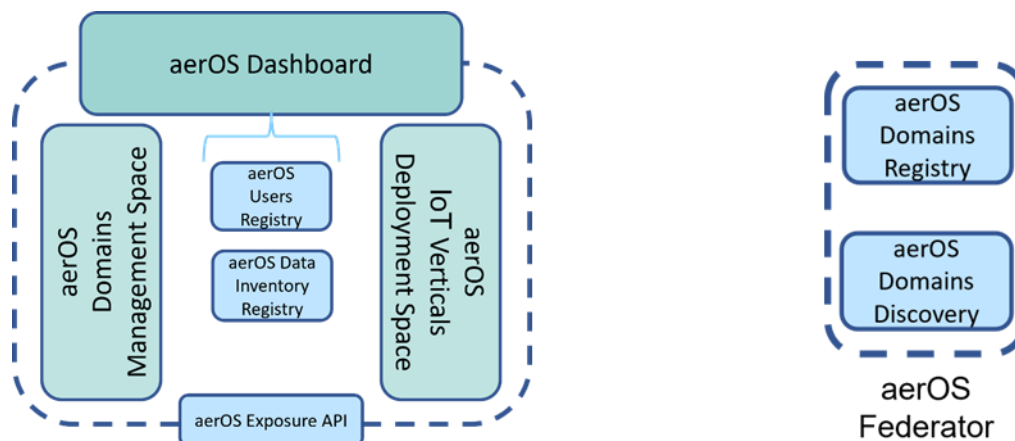 aerOS Dashboard
aerOS
Domains
Management Space
aerOS
Users
Registry
aerOS Data
Inventory
Registry
aerOS
IoT Verticals
Deployment Space
aerOS Exposure API
aerOS
Domains
Registry
aerOS
Domains
Discovery
aerOS
Federator